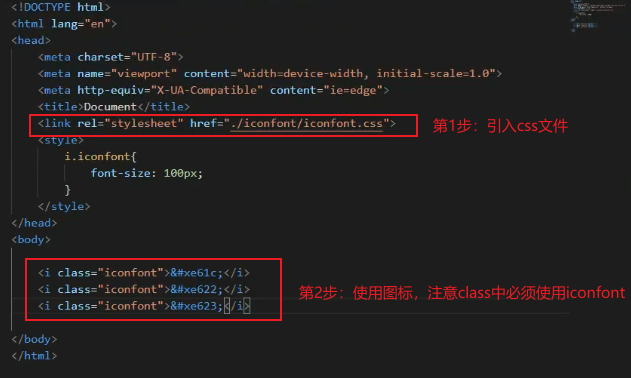 <!DOCTYPE html>
<html lang="en">
<head>
<meta charset="UTF-8">
<meta name="viewport" content="width=device-width, initial-scale=1.0">
<meta http-equiv="X-UA-Compatible" content="ie=edge">
<title>Document</title>
<link rel="stylesheet" href="./iconfont/iconfont.css"> 第1步：引入css文件
<style>
i.iconfont{
font-size: 100px;
}
</style>
</head>
<body>
<i class="iconfont">&#xe61c;</i>
<i class="iconfont">&#xe622;</i> 第2步：使用图标，注意class中必须使用iconfont
<i class="iconfont">&#xe623;</i>
</body>
</html>